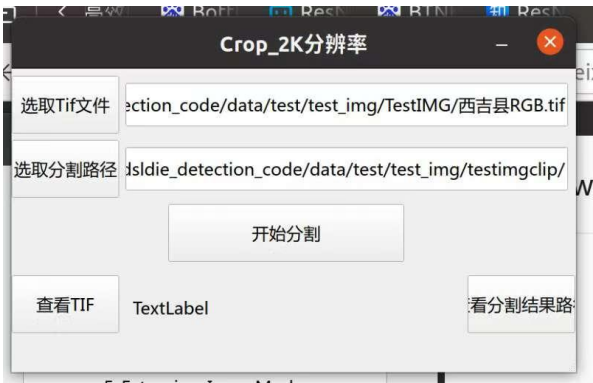 Crop_2K分辨率
选取Tif文件
ection_code/data/test/test_img/TestIMG/西吉县RGB.tif
选取分割路径
dsldie_detection_code/data/test/test_img/testimgclip/
开始分割
查看TIF
TextLabel
看分割结果路